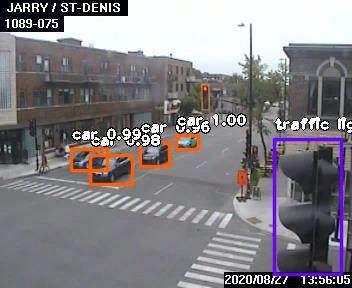 JARRY / ST-DENIS
1089-075
car 1.00
car 0.96
car 0.99
car 0.98
traffic lig
2020/08/27 13:56:05